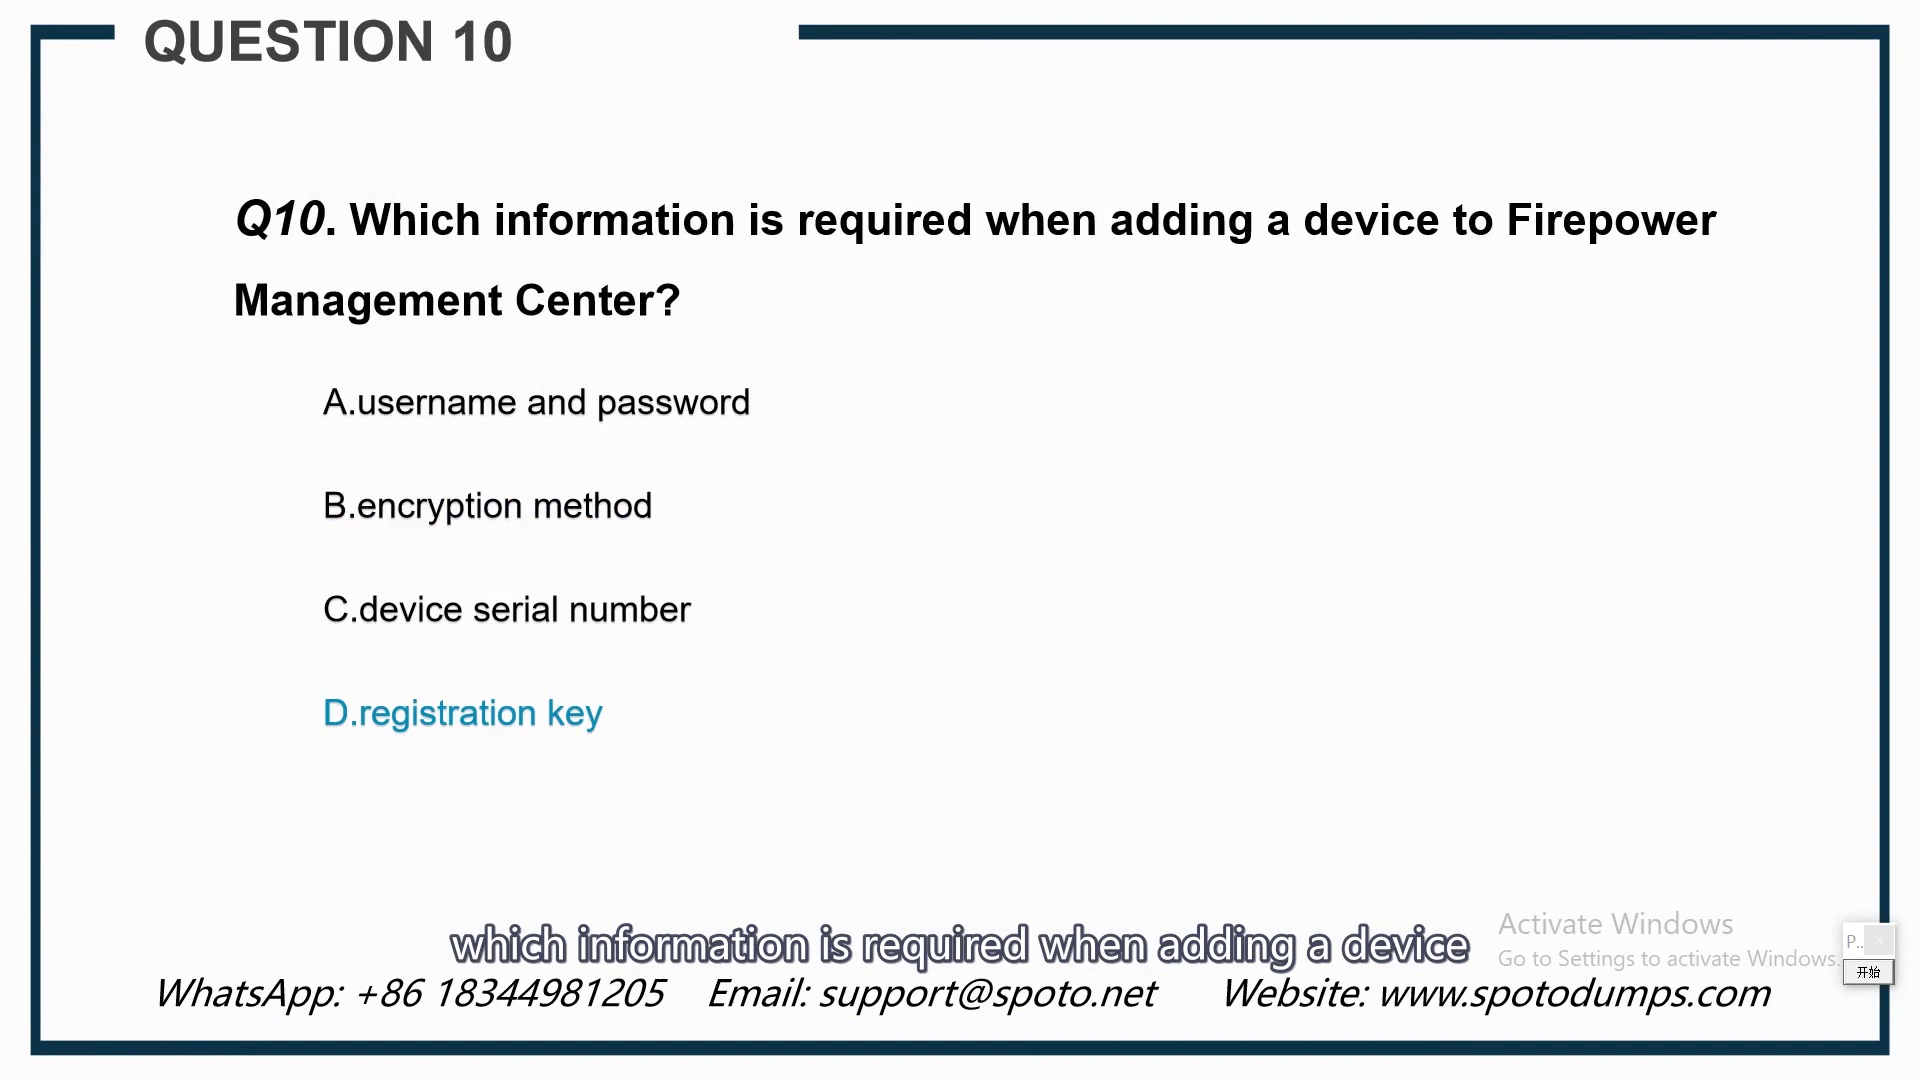 QUESTION 10
Q10. Which information is required when adding a device to Firepower
Management Center?
A.username and password
B.encryption method
C.device serial number
D.registration key
which information is required when adding a device
Activate Windows
Go to Settings to activate Windows.
P..
开始
WhatsApp: +86 18344981205 Email: support@spoto.net Website: www.spotodumps.com